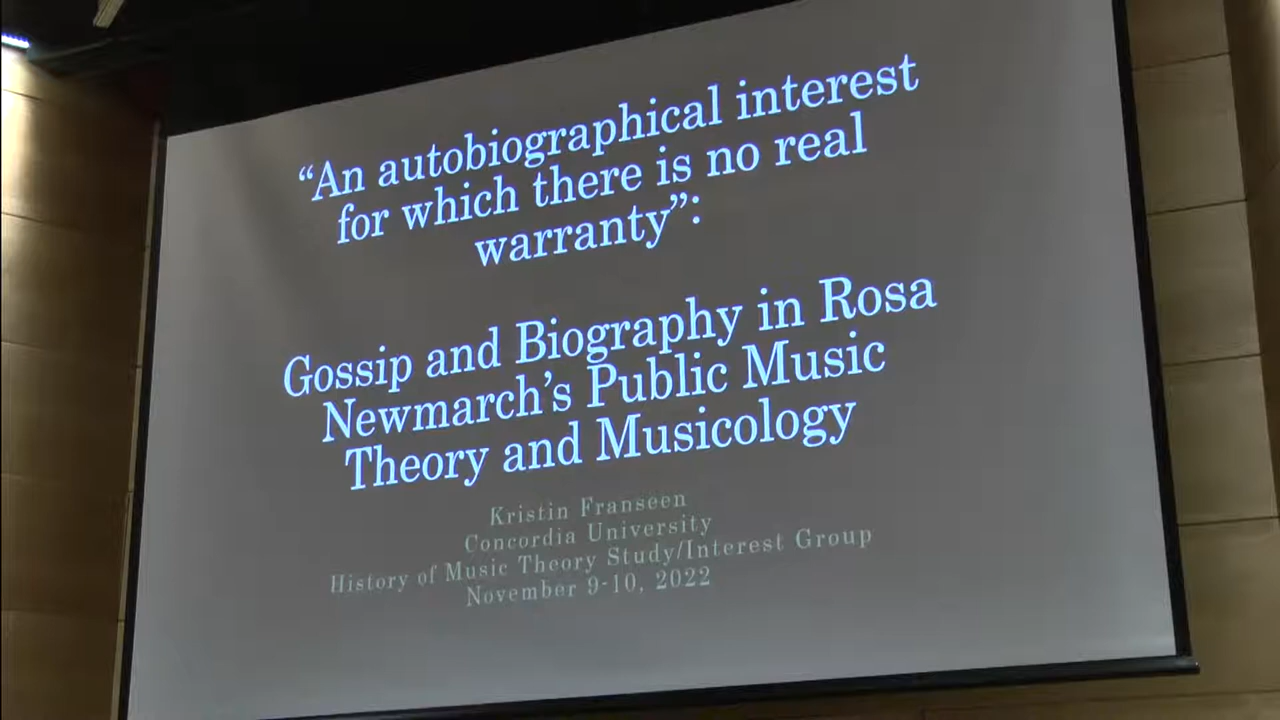 “An autobiographical interest
for which there is no real
warranty”:
Gossip and Biography in Rosa
Newmarch’s Public Music
Theory and Musicology
Kristin Franseen
Concordia University
History of Music Theory Study/Interest Group
November 9-10, 2022